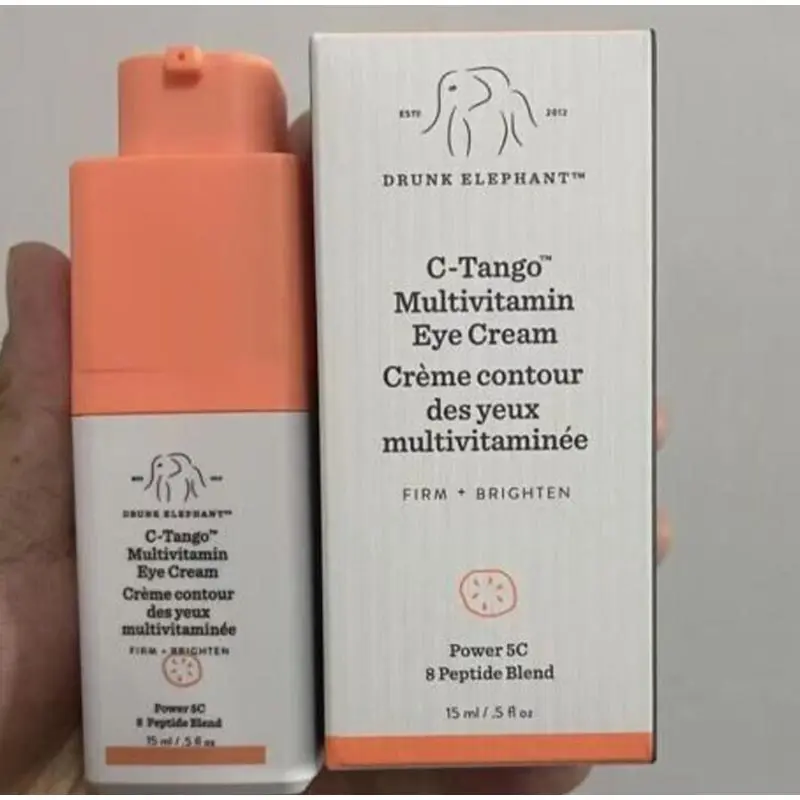 DRUNK ELEPHANT™
C-Tango™
Multivitamin
Eye Cream
Crème contour
des yeux
multivitaminée
FIRM + BRIGHTEN
Power 5C
8 Peptide Blend
15 ml / .5 fl oz
ESTD 2012
DRUNK ELEPHANT™
C-Tango™
Multivitamin
Eye Cream
Crème contour
des yeux
multivitaminée
FIRM + BRIGHTEN
Power 5C
8 Peptide Blend
15 ml / .5 fl oz